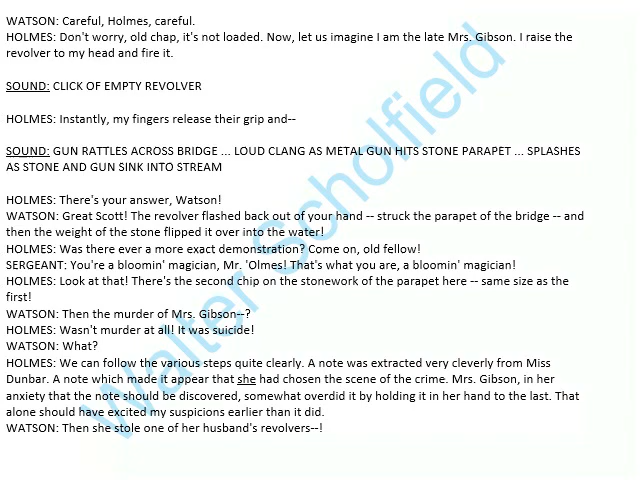 WATSON: Careful, Holmes, careful.
HOLMES: Don't worry, old chap, it's not loaded. Now, let us imagine I am the late Mrs. Gibson. I raise the
revolver to my head and fire it.
SOUND: CLICK OF EMPTY REVOLVER
HOLMES: Instantly, my fingers release their grip and--
SOUND: GUN RATTLES ACROSS BRIDGE ... LOUD CLANG AS METAL GUN HITS STONE PARAPET ... SPLASHES
AS STONE AND GUN SINK INTO STREAM
HOLMES: There's your answer, Watson!
WATSON: Great Scott! The revolver flashed back out of your hand -- struck the parapet of the bridge -- and
then the weight of the stone flipped it over into the water!
HOLMES: Was there ever a more exact demonstration? Come on, old fellow!
SERGEANT: You're a bloomin' magician, Mr. 'Olmes! That's what you are, a bloomin' magician!
HOLMES: Look at that! There's the second chip on the stonework of the parapet here -- same size as the
first!
WATSON: Then the murder of Mrs. Gibson--?
HOLMES: Wasn't murder at all! It was suicide!
WATSON: What?
HOLMES: We can follow the various steps quite clearly. A note was extracted very cleverly from Miss
Dunbar. A note which made it appear that she had chosen the scene of the crime. Mrs. Gibson, in her
anxiety that the note should be discovered, somewhat overdid it by holding it in her hand to the last. That
alone should have excited my suspicions earlier than it did.
WATSON: Then she stole one of her husband's revolvers--!
Walter Scholfield